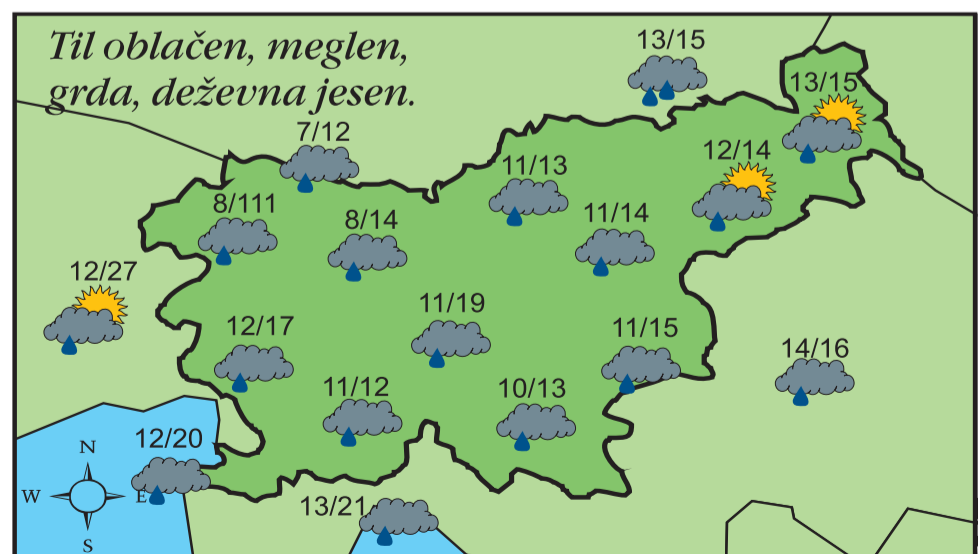 Til oblačen, meglen,
grda, deževna jesen.
13/15
13/15
7/12
11/13
12/14
8/111
8/14
11/14
12/27
12/17
11/19
11/15
14/16
11/12
10/13
12/20
N
W
E
S
13/21